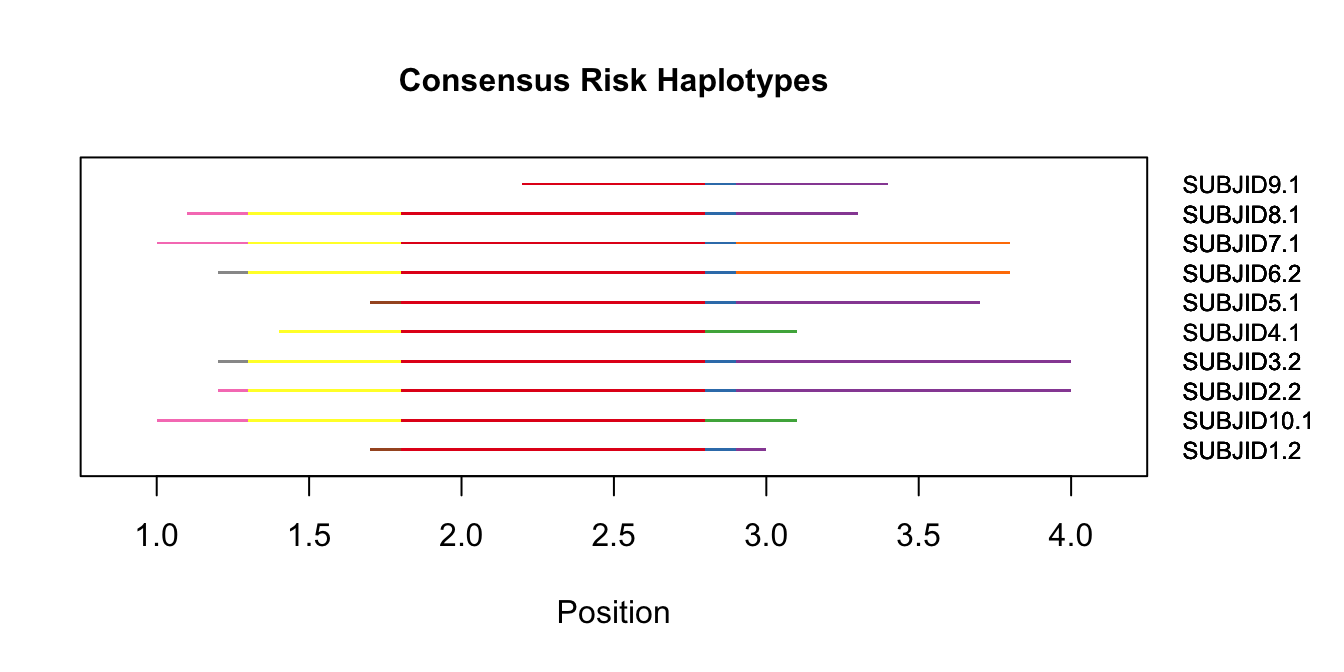 Consensus Risk Haplotypes
SUBJID9.1
SUBJID8.1
SUBJID7.1
SUBJID6.2
SUBJID5.1
SUBJID4.1
SUBJID3.2
SUBJID2.2
SUBJID10.1
SUBJID1.2
1.0 1.5 2.0 2.5 3.0 3.5 4.0
Position